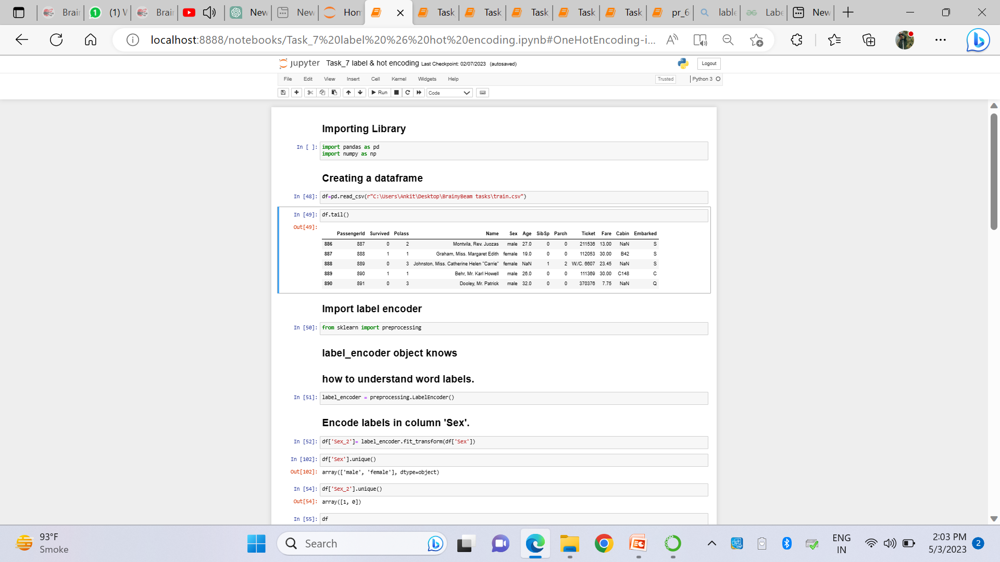 Brain
(1) W
Brain
New
New
Hom
Task
Task
Task
Task
Task
pr_6
lable
Labe
New
localhost:8888/notebooks/Task_7%20label%20%26%20hot%20encoding.ipynb#OneHotEncoding-i...
jupyter Task_7 label & hot encoding Last Checkpoint: 02/07/2023 (autosaved)
Logout
File Edit View Insert Cell Kernel Widgets Help
Trusted Python 3
Run Code
Importing Library
In [ ]: import pandas as pd
import numpy as np
Creating a dataframe
In [48]: df=pd.read_csv(r"C:\Users\Ankit\Desktop\BrainyBeam tasks\train.csv")
In [49]: df.tail()
Out[49]:
PassengerId Survived Pclass Name Sex Age SibSp Parch Ticket Fare Cabin Embarked
886 887 0 2 Montvila, Rev. Juozas male 27.0 0 0 211536 13.00 NaN S
887 888 1 1 Graham, Miss. Margaret Edith female 19.0 0 0 112053 30.00 B42 S
888 889 0 3 Johnston, Miss. Catherine Helen "Carrie" female NaN 1 2 W./C. 6607 23.45 NaN S
889 890 1 1 Behr, Mr. Karl Howell male 26.0 0 0 111369 30.00 C148 C
890 891 0 3 Dooley, Mr. Patrick male 32.0 0 0 370376 7.75 NaN Q
Import label encoder
In [50]: from sklearn import preprocessing
label_encoder object knows
how to understand word labels.
In [51]: label_encoder = preprocessing.LabelEncoder()
Encode labels in column 'Sex'.
In [52]: df['Sex_2']= label_encoder.fit_transform(df['Sex'])
In [102]: df['Sex'].unique()
Out[102]: array(['male', 'female'], dtype=object)
In [54]: df['Sex_2'].unique()
Out[54]: array([1, 0])
In [55]: df
93°F
Smoke
Search
ENG
IN
2:03 PM
5/3/2023
2